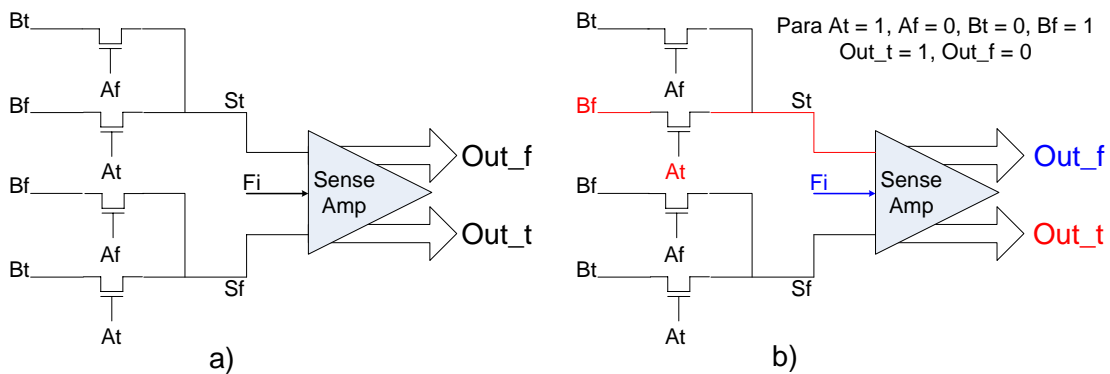 Bt
Af
Bf
St
At
Bf
Fi
Sense
Amp
Out_f
Out_t
Af
Bt
Sf
At
a)
Para At = 1, Af = 0, Bt = 0, Bf = 1
Out_t = 1, Out_f = 0
Bt
Af
Bf
St
At
Bf
Fi
Sense
Amp
Out_f
Out_t
Af
Bt
Sf
At
b)